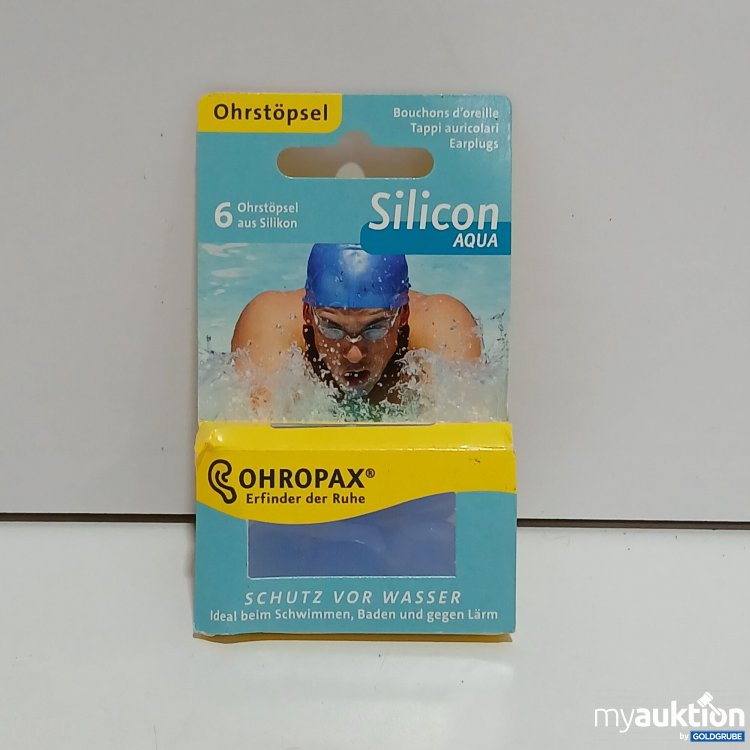 Ohrstöpsel
Bouchons d'oreille
Tappi auricolari
Earplugs
6 Ohrstöpsel
aus Silikon
Silicon
AQUA
OHROPAX®
Erfinder der Ruhe
SCHUTZ VOR WASSER
Ideal beim Schwimmen, Baden und gegen Lärm
myauktion
by GOLDGRUBE